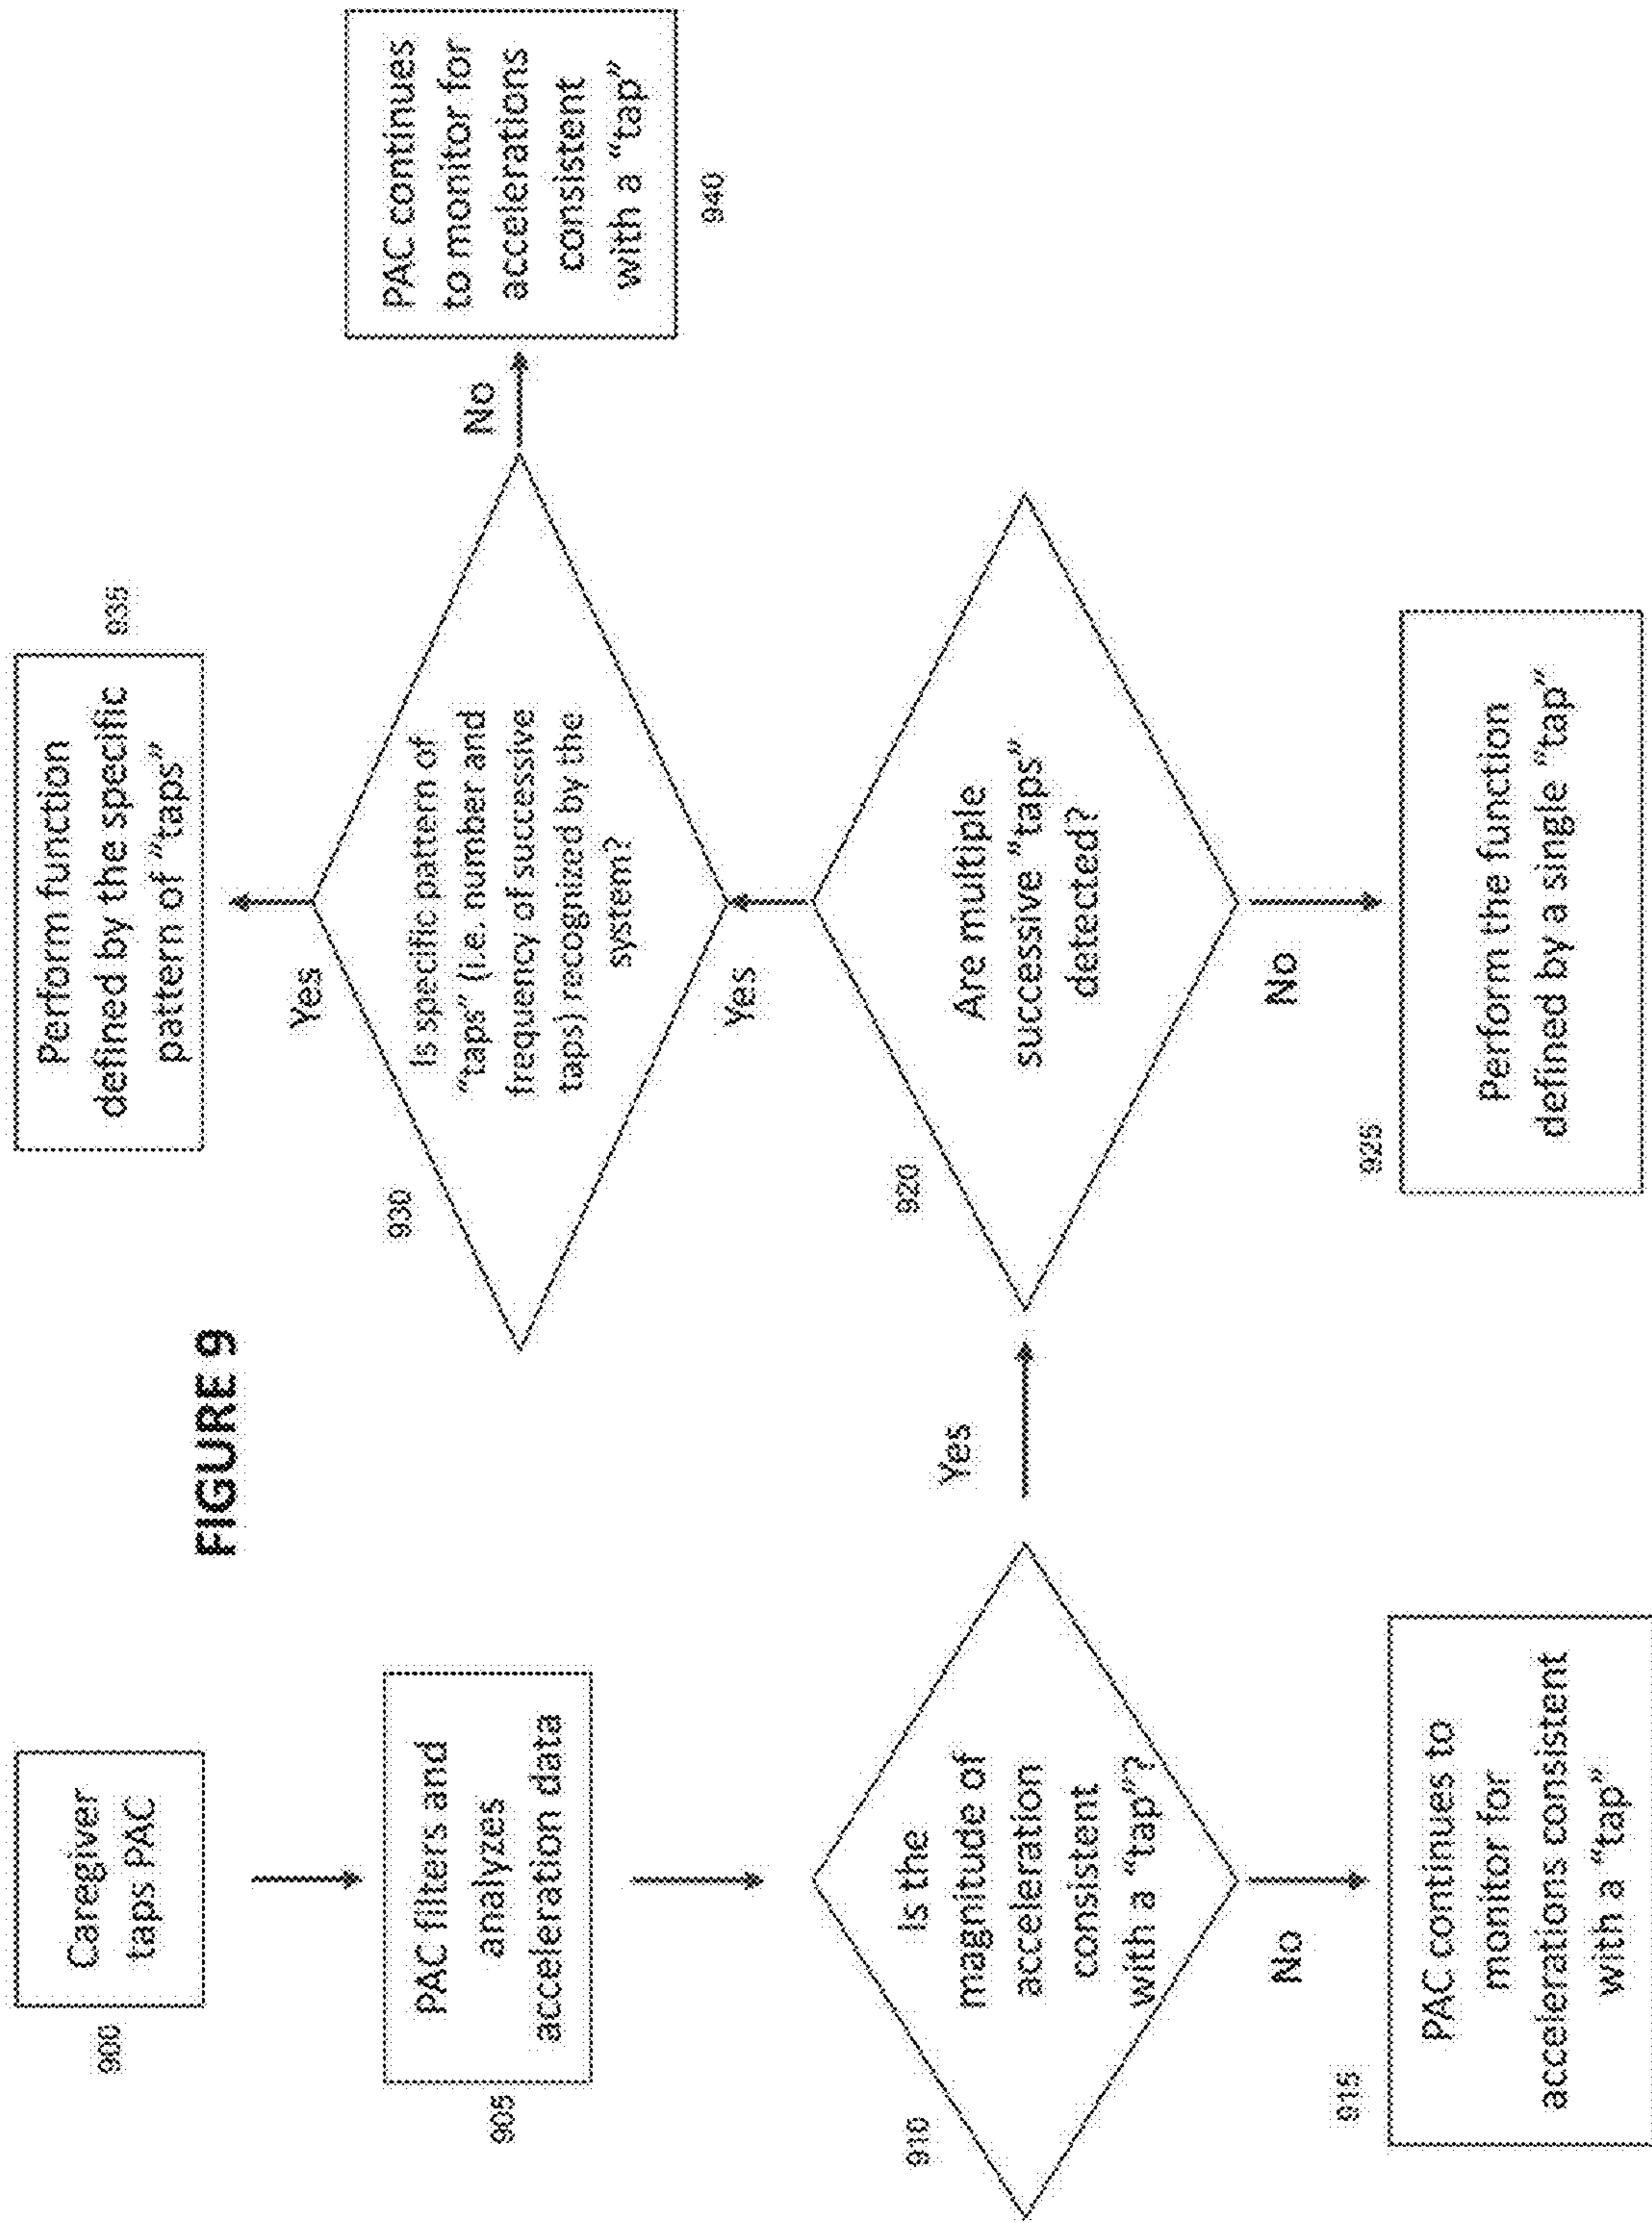 FIGURE 9
900
Caregiver
taps PAC
905
PAC filters and
analyzes
acceleration data
910
Is the
magnitude of
acceleration
consistent
with a "tap"?
No
915
PAC continues to
monitor for
accelerations consistent
with a "tap"
Yes
920
Are multiple
successive "taps"
detected?
No
925
Perform the function
defined by a single "tap"
Yes
930
Is specific pattern of
"taps" (i.e. number and
frequency of successive
taps) recognized by the
system?
Yes
935
Perform function
defined by the specific
pattern of "taps"
No
PAC continues
to monitor for
accelerations
consistent
with a "tap"
940